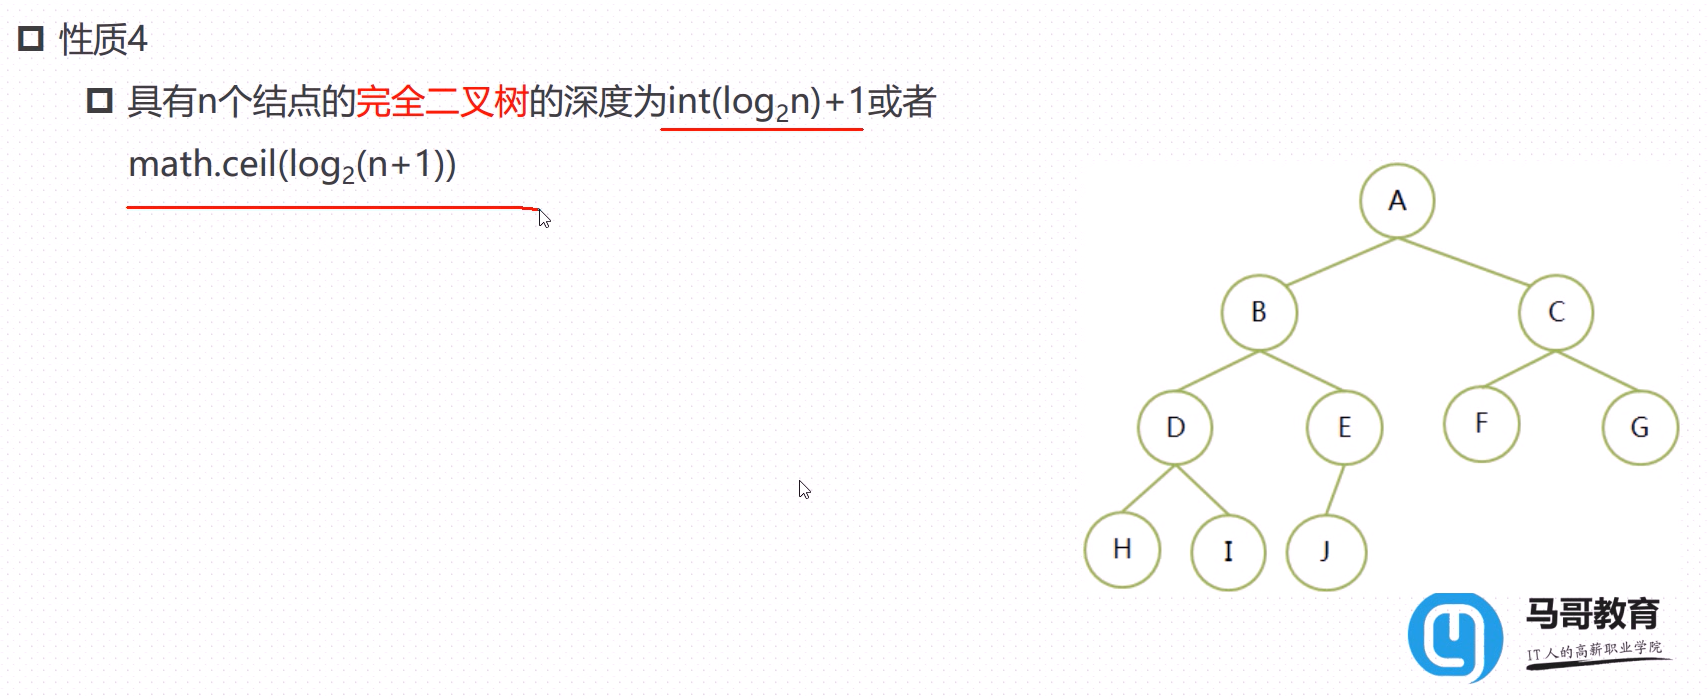 性质4
具有n个结点的完全二叉树的深度为int(log₂n)+1或者
math.ceil(log₂(n+1))
A
B
C
D
E
F
G
H
I
J
马哥教育
IT人的高薪职业学院